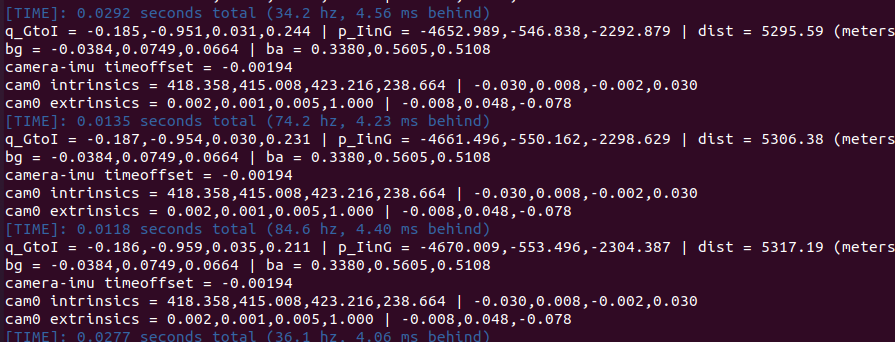 [TIME]: 0.0292 seconds total (34.2 hz, 4.56 ms behind)
q_GtoI = -0.185,-0.951,0.031,0.244 | p_IinG = -4652.989,-546.838,-2292.879 | dist = 5295.59 (meters
bg = -0.0384,0.0749,0.0664 | ba = 0.3380,0.5605,0.5108
camera-imu timeoffset = -0.00194
cam0 intrinsics = 418.358,415.008,423.216,238.664 | -0.030,0.008,-0.002,0.030
cam0 extrinsics = 0.002,0.001,0.005,1.000 | -0.008,0.048,-0.078
[TIME]: 0.0135 seconds total (74.2 hz, 4.23 ms behind)
q_GtoI = -0.187,-0.954,0.030,0.231 | p_IinG = -4661.496,-550.162,-2298.629 | dist = 5306.38 (meters
bg = -0.0384,0.0749,0.0664 | ba = 0.3380,0.5605,0.5108
camera-imu timeoffset = -0.00194
cam0 intrinsics = 418.358,415.008,423.216,238.664 | -0.030,0.008,-0.002,0.030
cam0 extrinsics = 0.002,0.001,0.005,1.000 | -0.008,0.048,-0.078
[TIME]: 0.0118 seconds total (84.6 hz, 4.40 ms behind)
q_GtoI = -0.186,-0.959,0.035,0.211 | p_IinG = -4670.009,-553.496,-2304.387 | dist = 5317.19 (meters
bg = -0.0384,0.0749,0.0664 | ba = 0.3380,0.5605,0.5108
camera-imu timeoffset = -0.00194
cam0 intrinsics = 418.358,415.008,423.216,238.664 | -0.030,0.008,-0.002,0.030
cam0 extrinsics = 0.002,0.001,0.005,1.000 | -0.008,0.048,-0.078
[TIME]: 0.0277 seconds total (36.1 hz, 4.06 ms behind)